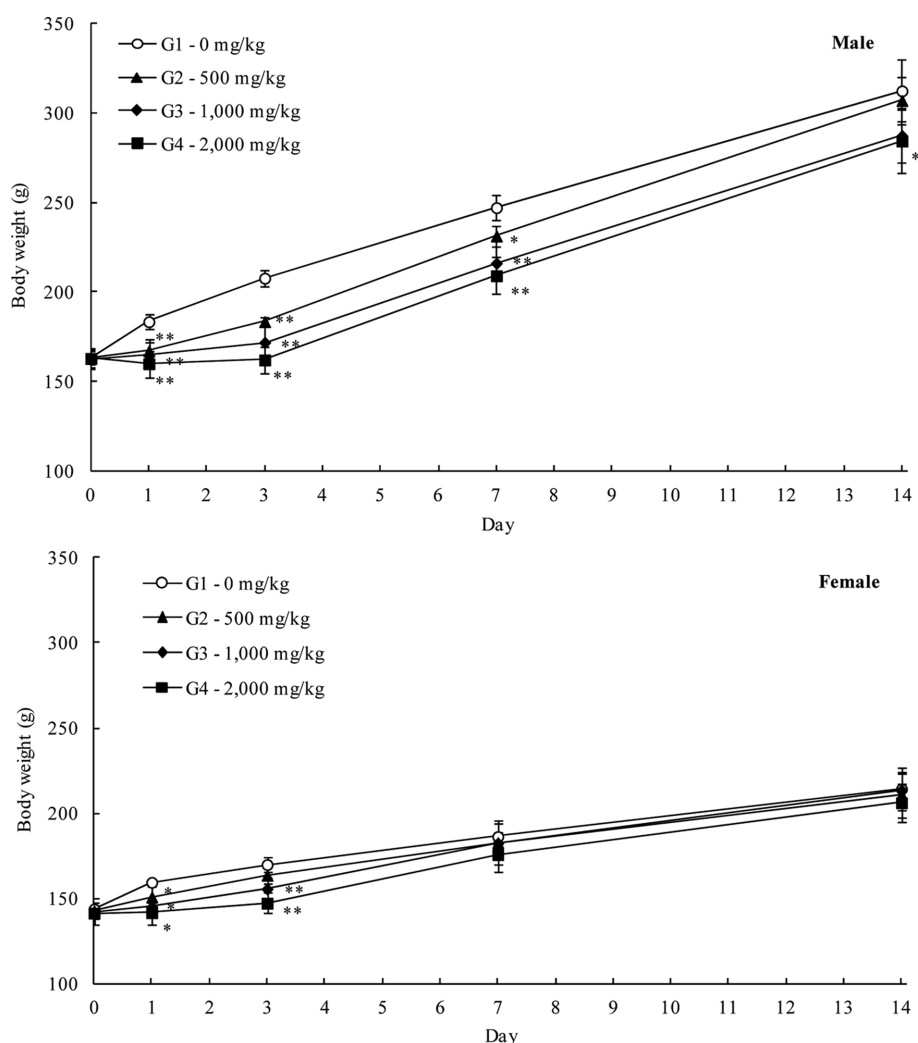 350
300
250
200
150
100
Body weight (g)
G1 - 0 mg/kg
G2 - 500 mg/kg
G3 - 1,000 mg/kg
G4 - 2,000 mg/kg
Male
**
**
**
**
**
**
*
**
**
*
0 1 2 3 4 5 6 7 8 9 10 11 12 13 14
Day
350
300
250
200
150
100
Body weight (g)
G1 - 0 mg/kg
G2 - 500 mg/kg
G3 - 1,000 mg/kg
G4 - 2,000 mg/kg
Female
*
*
*
**
**
0 1 2 3 4 5 6 7 8 9 10 11 12 13 14
Day